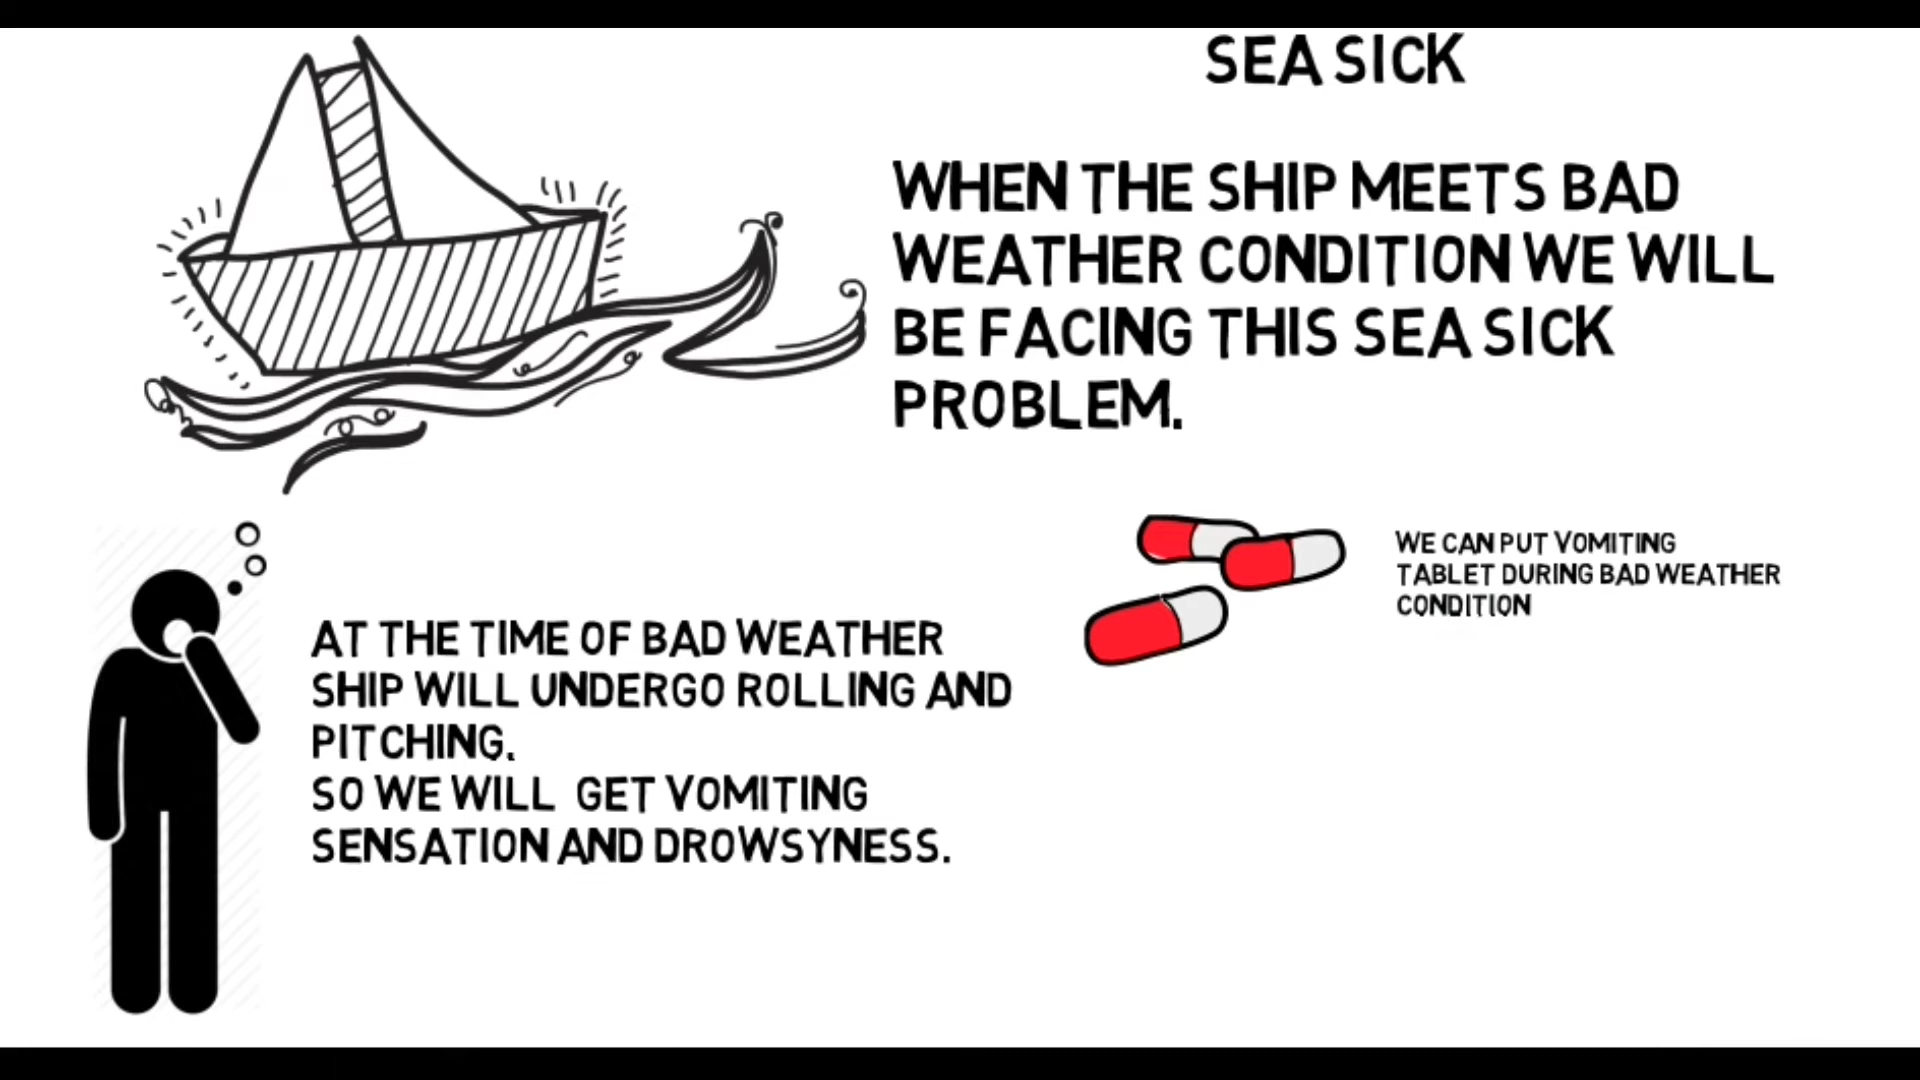 SEA SICK
WHEN THE SHIP MEETS BAD
WEATHER CONDITION WE WILL
BE FACING THIS SEA SICK
PROBLEM.
AT THE TIME OF BAD WEATHER
SHIP WILL UNDERGO ROLLING AND
PITCHING.
SO WE WILL GET VOMITING
SENSATION AND DROWSYNESS.
WE CAN PUT VOMITING
TABLET DURING BAD WEATHER
CONDITION